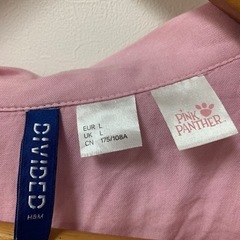 DIVIDED
H&M
EUR L
UK L
CN 175/108A
PINK
PANTHER